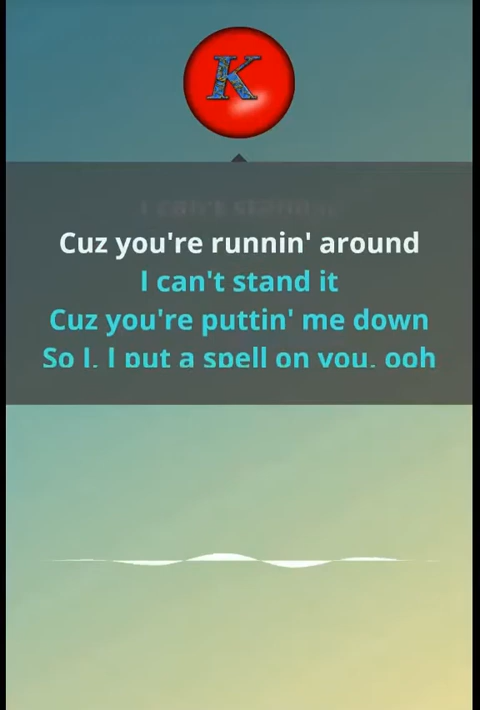 K
Cuz you're runnin' around
I can't stand it
Cuz you're puttin' me down
So I, I put a spell on you, ooh